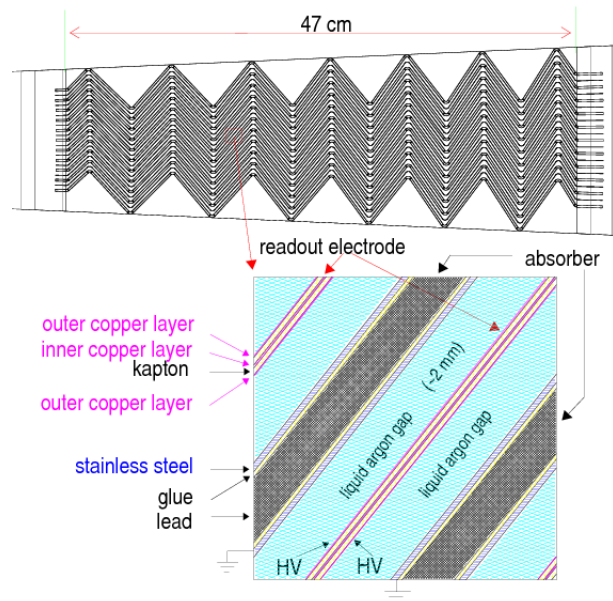 47 cm
readout electrode
absorber
outer copper layer
inner copper layer
kapton
outer copper layer
(~2 mm)
liquid argon gap
liquid argon gap
stainless steel
glue
lead
HV
HV